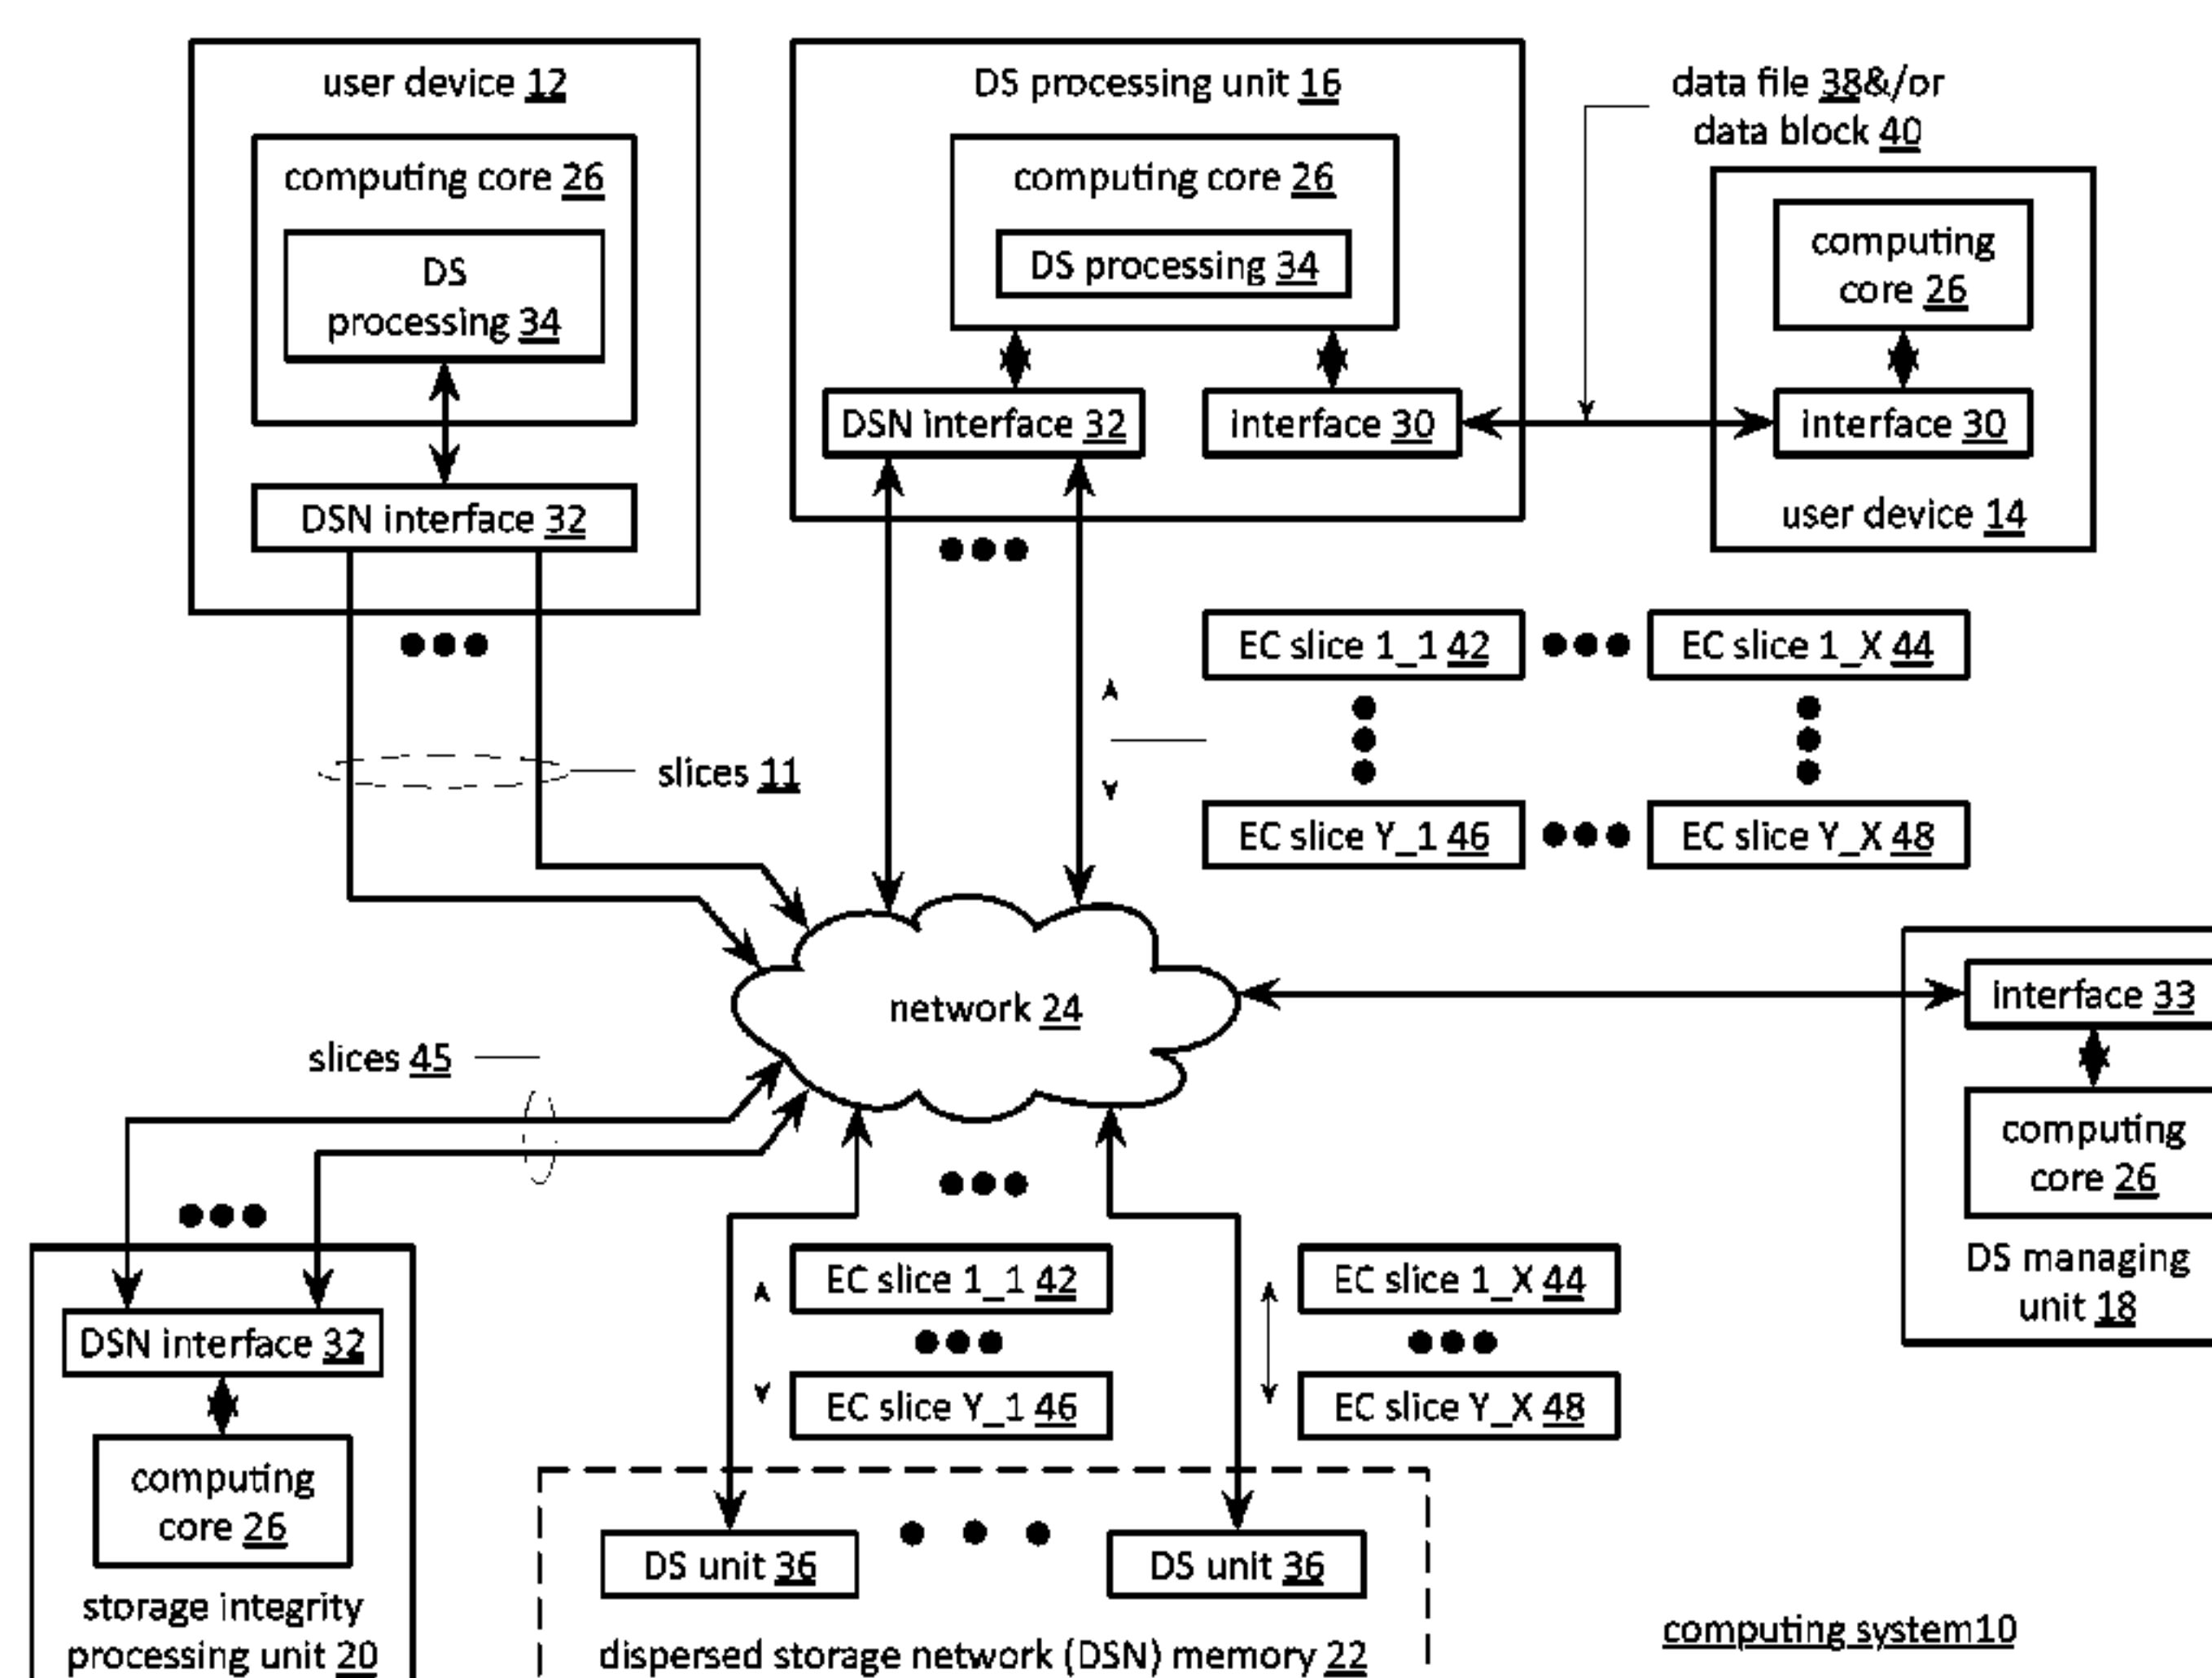 user device 12
computing core 26
DS
processing 34
DSN interface 32
slices 11
DS processing unit 16
computing core 26
DS processing 34
DSN interface 32
interface 30
data file 38&/or
data block 40
computing
core 26
interface 30
user device 14
EC slice 1_1 42
EC slice 1_X 44
EC slice Y_1 46
EC slice Y_X 48
network 24
interface 33
computing
core 26
DS managing
unit 18
slices 45
DSN interface 32
computing
core 26
storage integrity
processing unit 20
EC slice 1_1 42
EC slice Y_1 46
EC slice 1_X 44
EC slice Y_X 48
DS unit 36
DS unit 36
dispersed storage network (DSN) memory 22
computing system10